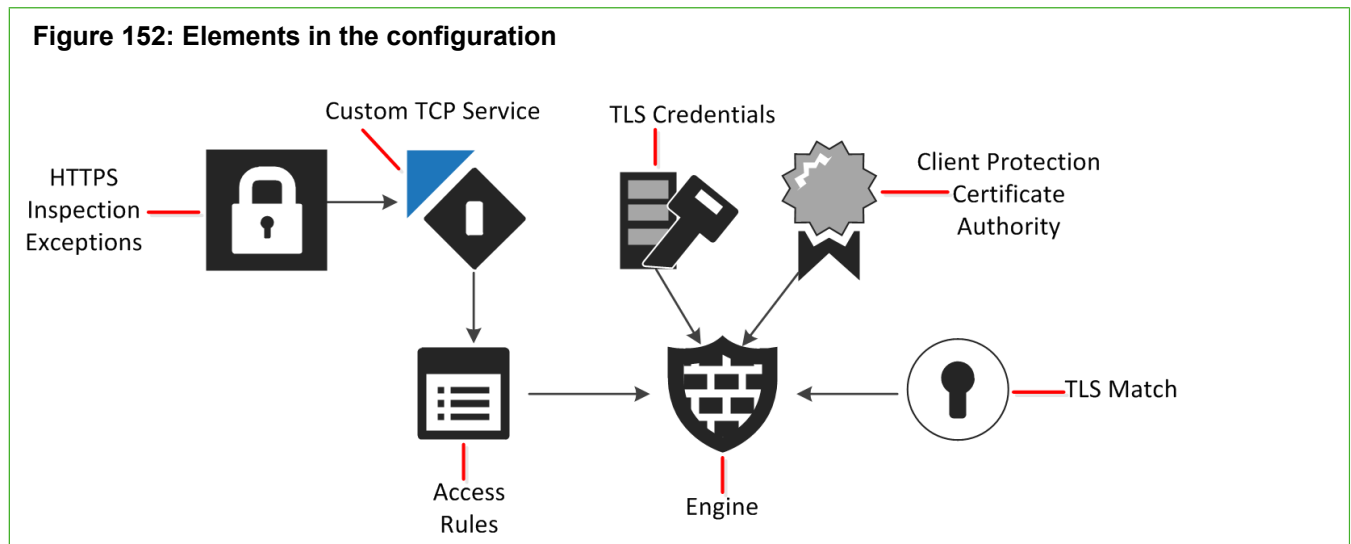 Figure 152: Elements in the configuration
Custom TCP Service
TLS Credentials
HTTPS
Inspection
Exceptions
Client Protection
Certificate
Authority
TLS Match
Access
Rules
Engine